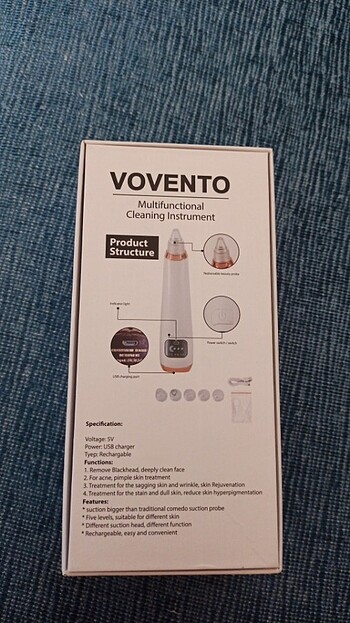 VOVENTO
Multifunctional
Cleaning Instrument
Product
Structure
Replaceable beauty probe
Indicator light
Power switch / switch
USB charging port
Specification:
Voltage: 5V
Power: USB charger
Tyep: Rechargable
Functions:
1. Remove Blackhead, deeply clean face
2. For acne, pimple skin treatment
3. Treatment for the sagging skin and wrinkle, skin Rejuvenation
4. Treatment for the stain and dull skin, reduce skin hyperpigmentation
Features:
* suction bigger than traditional comedo suction probe
* Five levels, suitable for different skin
* Different suction head, different function
* Rechargeable, easy and convenient